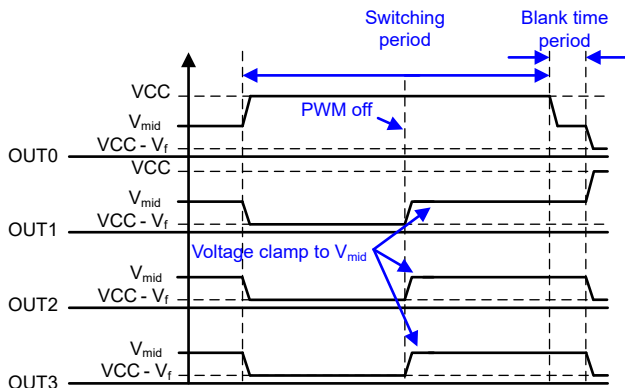 Switching
period
Blank time
period
VCC
PWM off
Vmid
VCC - Vf
OUT0
VCC
Vmid
VCC - Vf
OUT1
Voltage clamp to Vmid
Vmid
VCC - Vf
OUT2
Vmid
VCC - Vf
OUT3